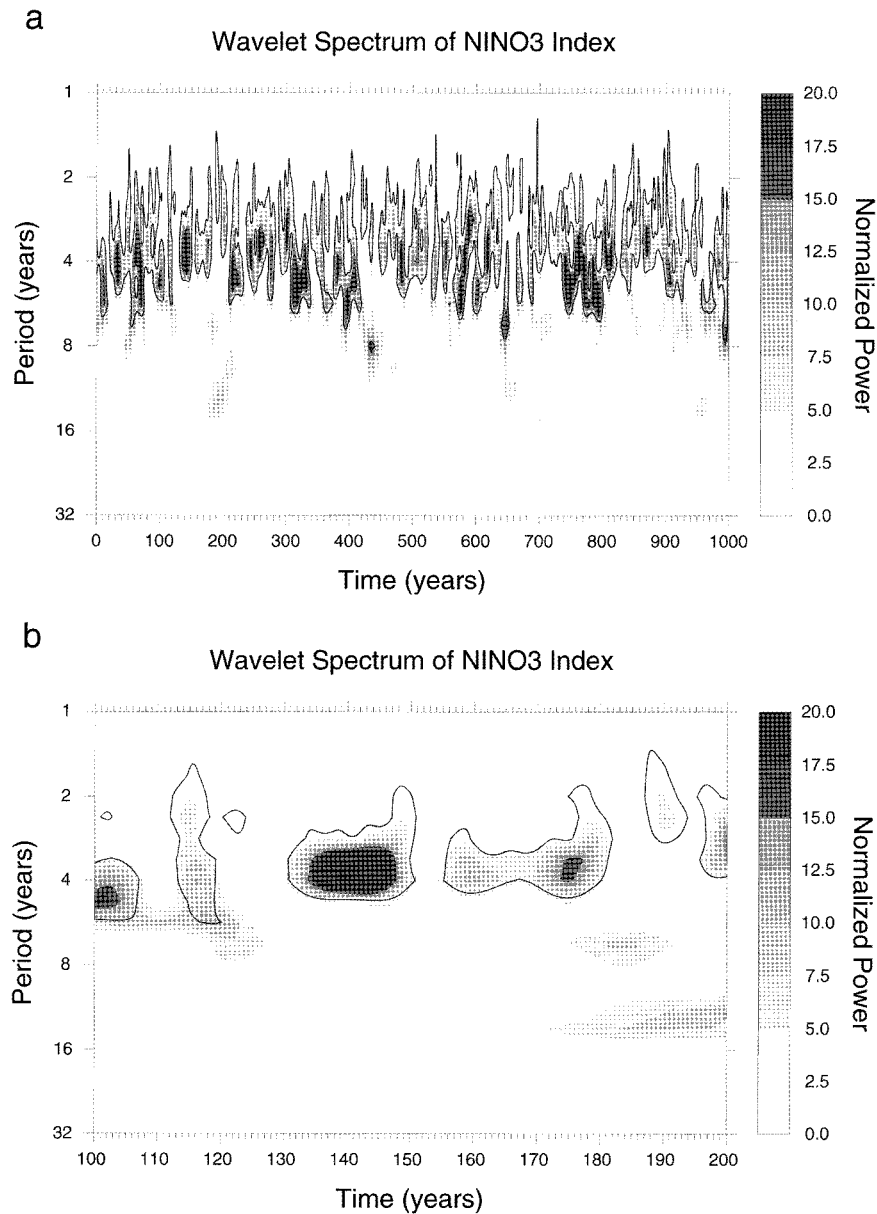 a
Wavelet Spectrum of NINO3 Index
1
2
4
8
16
32
Period (years)
0 100 200 300 400 500 600 700 800 900 1000
Time (years)
20.0
17.5
15.0
12.5
10.0
7.5
5.0
2.5
0.0
Normalized Power
b
Wavelet Spectrum of NINO3 Index
1
2
4
8
16
32
Period (years)
100 110 120 130 140 150 160 170 180 190 200
Time (years)
20.0
17.5
15.0
12.5
10.0
7.5
5.0
2.5
0.0
Normalized Power